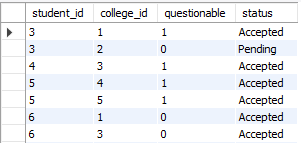 student_id college_id questionable status
3 1 1 Accepted
3 2 0 Pending
4 3 1 Accepted
5 4 1 Accepted
5 5 1 Accepted
6 1 0 Accepted
6 3 0 Accepted